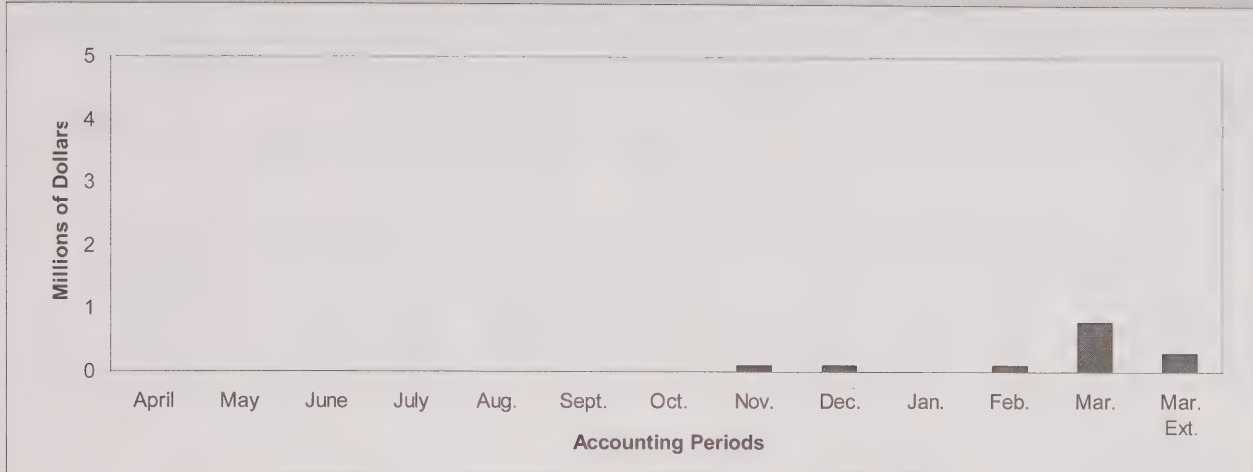 5
4
3
2
1
0
Millions of Dollars
April May June July Aug. Sept. Oct. Nov. Dec. Jan. Feb. Mar. Mar. Ext.
Accounting Periods